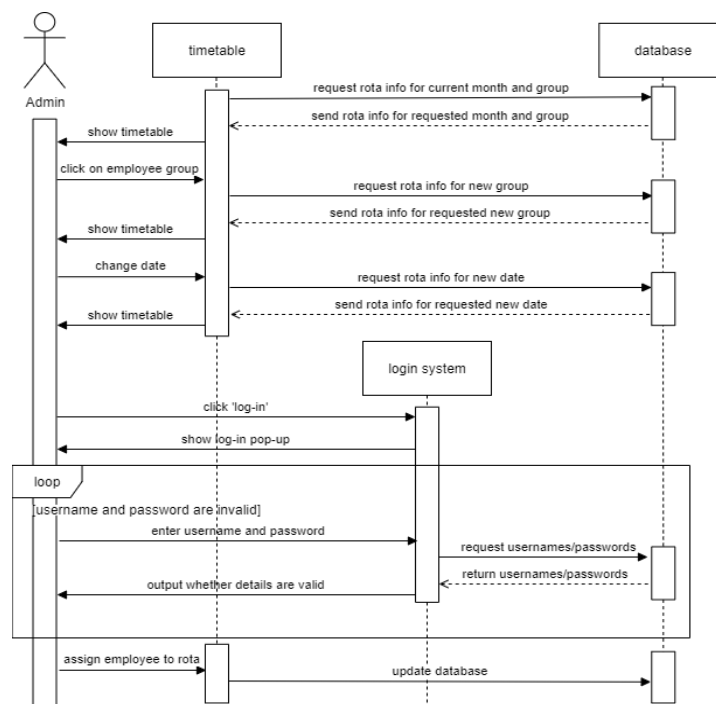 timetable
database
Admin
request rota info for current month and group
send rota info for requested month and group
show timetable
click on employee group
request rota info for new group
send rota info for requested new group
show timetable
change date
request rota info for new date
send rota info for requested new date
show timetable
login system
click 'log-in'
show log-in pop-up
loop
[username and password are invalid]
enter username and password
request usernames/passwords
return usernames/passwords
output whether details are valid
assign employee to rota
update database